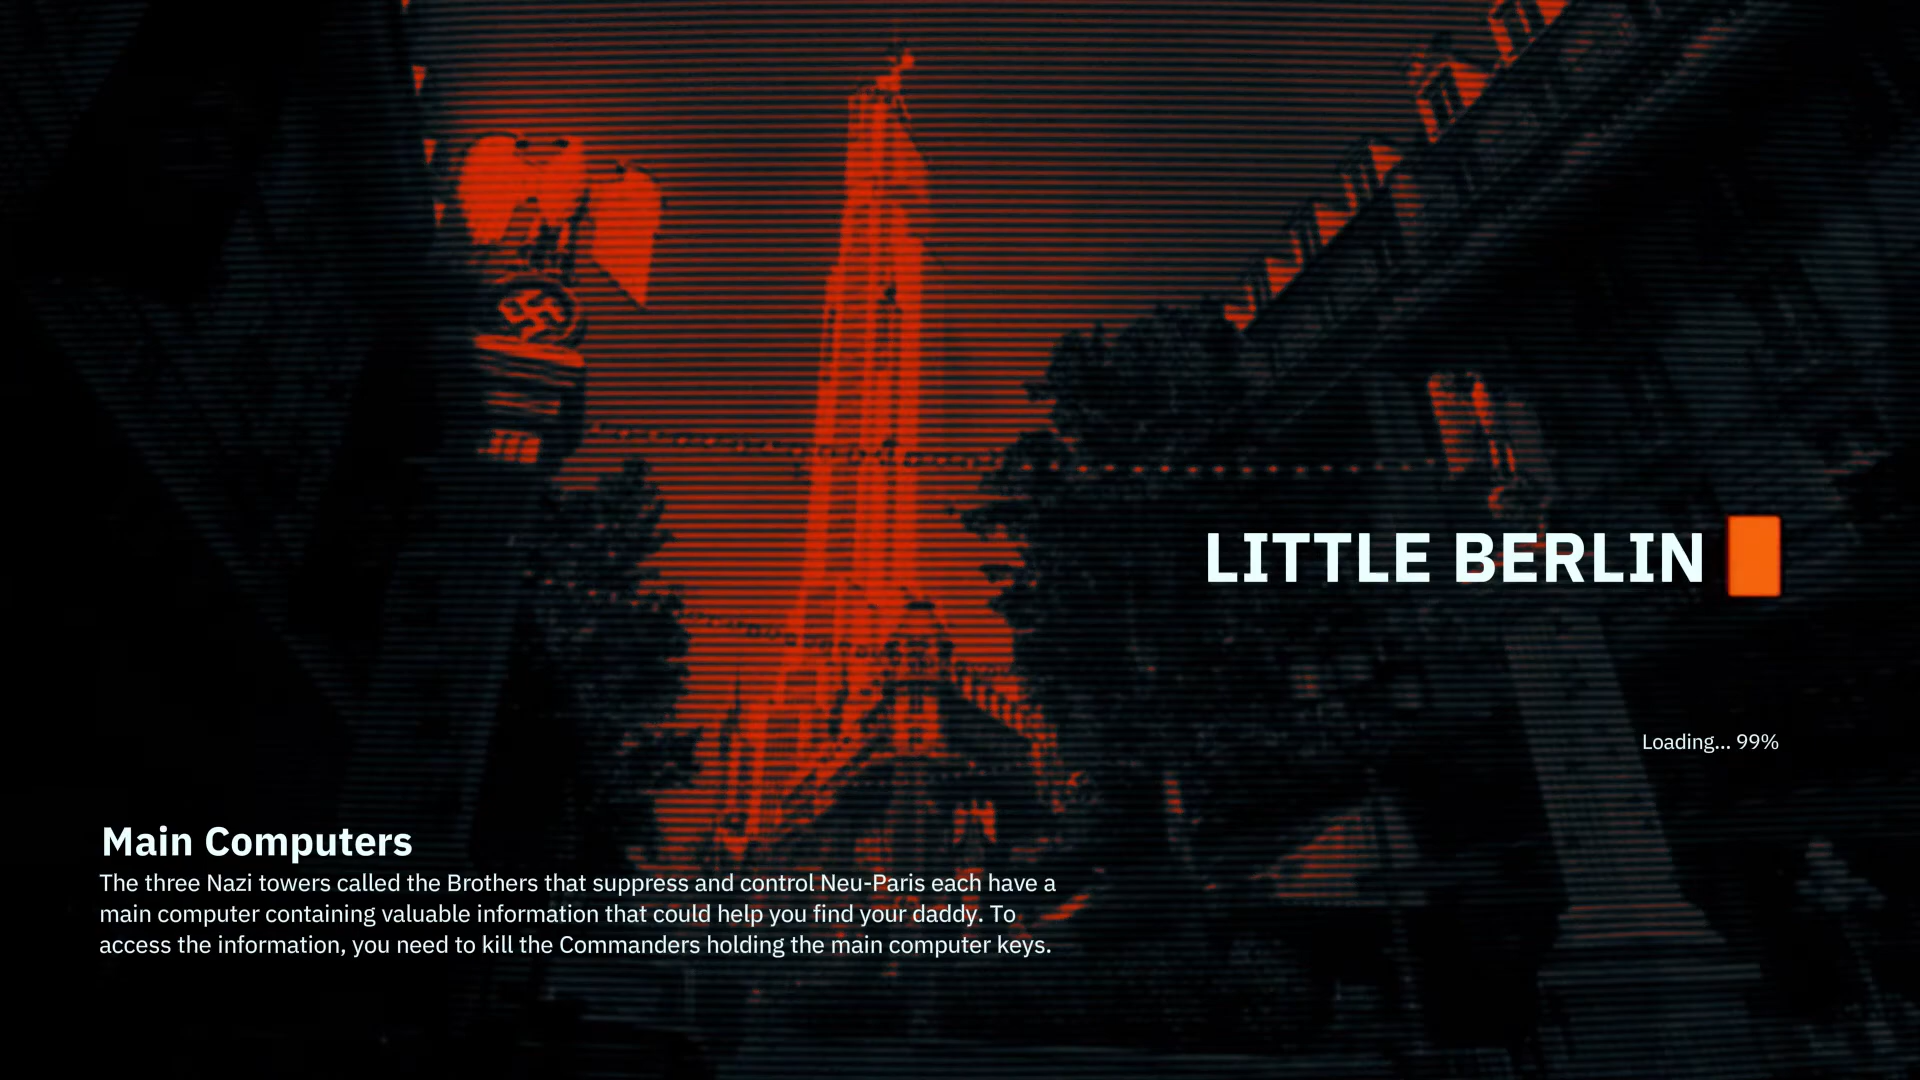 LITTLE BERLIN
Loading... 99%
Main Computers
The three Nazi towers called the Brothers that suppress and control Neu-Paris each have a
main computer containing valuable information that could help you find your daddy. To
access the information, you need to kill the Commanders holding the main computer keys.